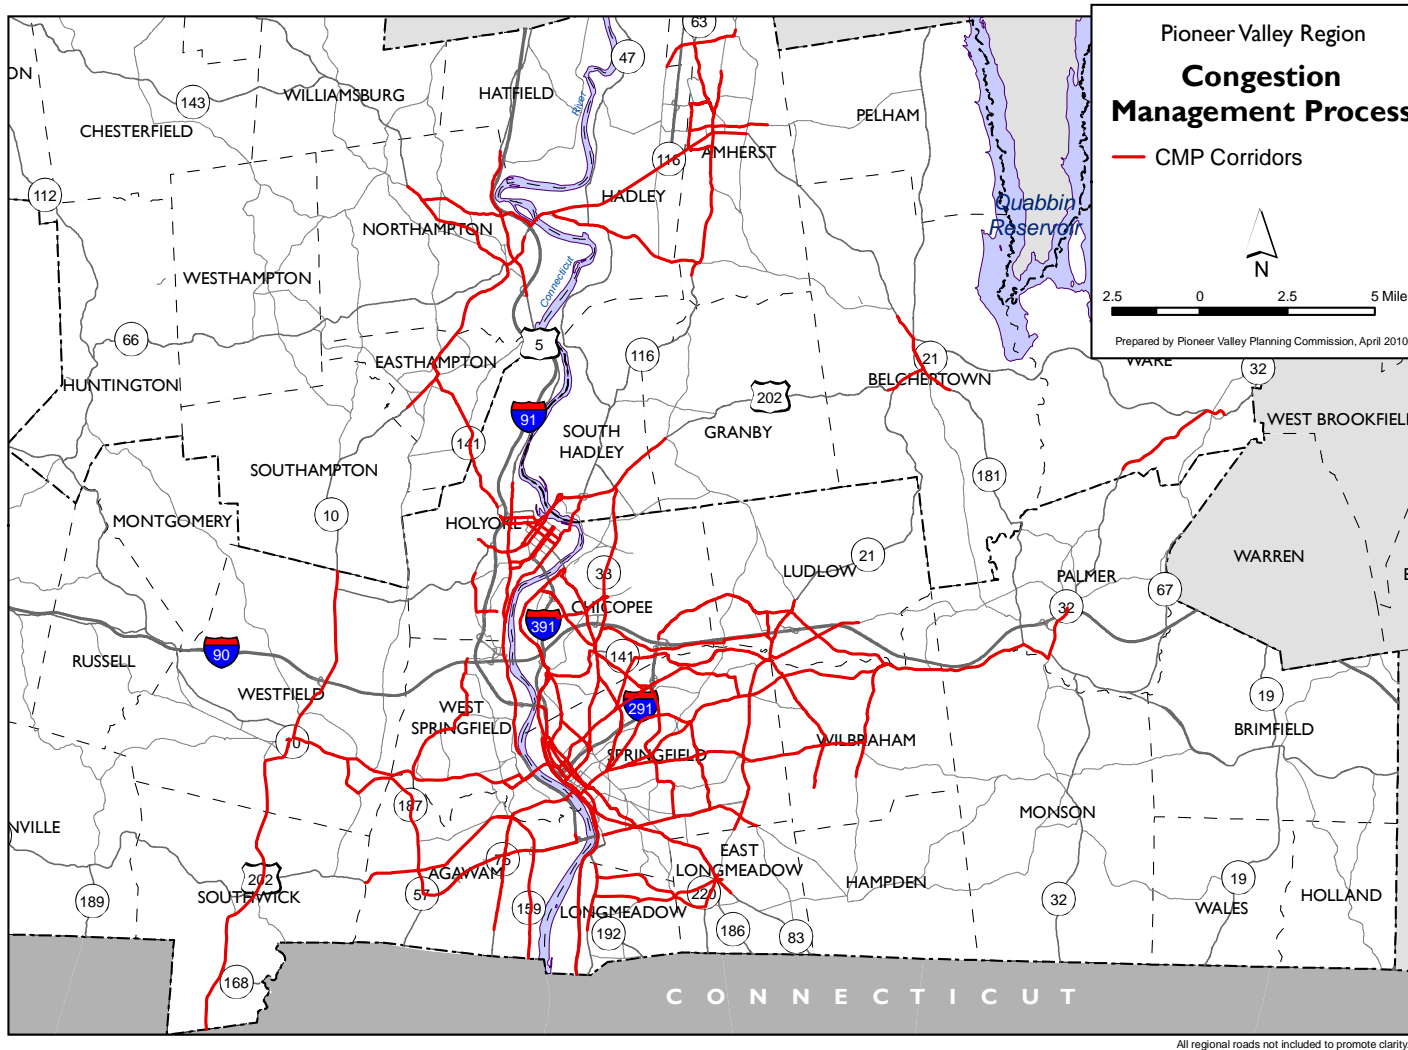 Pioneer Valley Region
Congestion
Management Process
CMP Corridors
N
2.5
0
2.5
5 Mile
Prepared by Pioneer Valley Planning Commission, April 2010
63
47
River
ON
143
WILLIAMSBURG
HATFIELD
CHESTERFIELD
PELHAM
116
AMHERST
112
HADLEY
Quabbin
Reservoir
NORTHAMPTON
WESTHAMPTON
Connecticut
66
5
116
21
WARE
32
EASTHAMPTON
HUNTINGTON
BELCHERTOWN
202
91
WEST BROOKFIEL
141
SOUTH
HADLEY
GRANBY
SOUTHAMPTON
181
10
MONTGOMERY
HOLYOKE
21
WARREN
33
LUDLOW
PALMER
67
32
CHICOPEE
391
90
141
RUSSELL
WESTFIELD
19
291
WEST
SPRINGFIELD
BRIMFIELD
WILBRAHAM
SPRINGFIELD
187
MONSON
NVILLE
75
EAST
LONGMEADOW
AGAWAM
202
SOUTHWICK
57
220
HAMPDEN
19
HOLLAND
189
159
LONGMEADOW
32
WALES
192
186
83
168
CONNECTICUT
All regional roads not included to promote clarity.